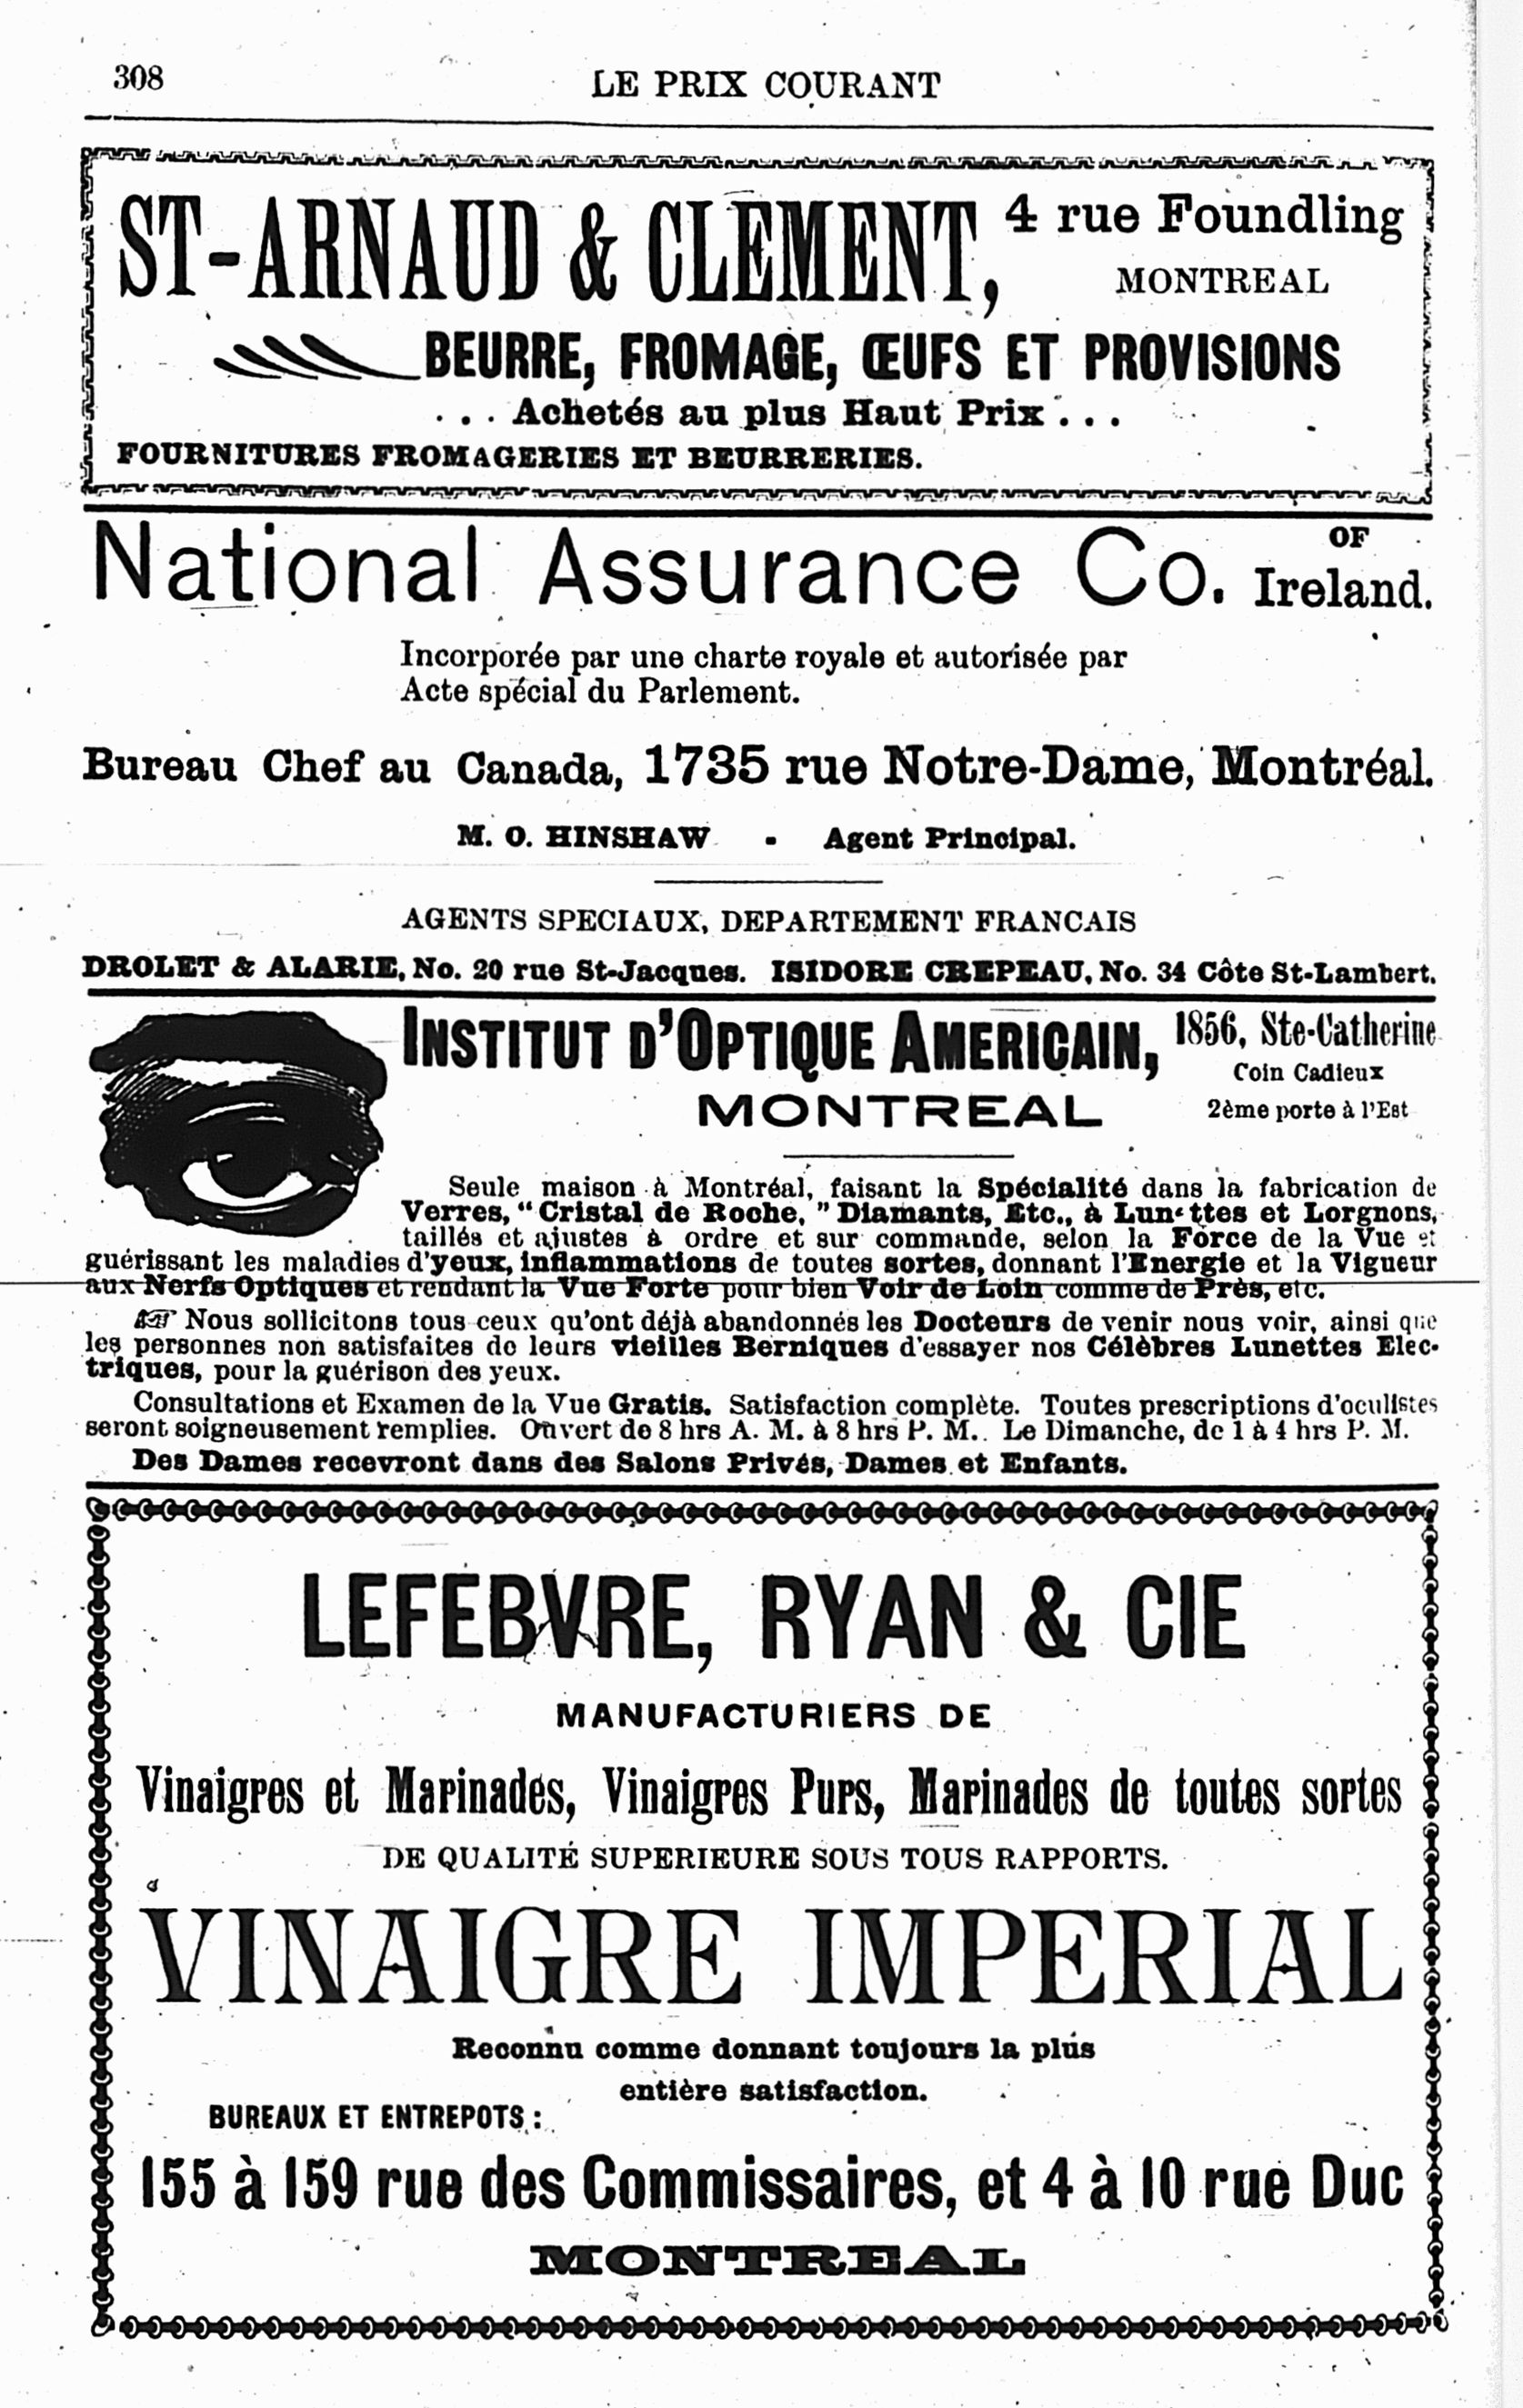 308
LE PRIX COURANT
ST-ARNAUD & CLEMENT,
4 rue Foundling
MONTREAL
BEURRE, FROMAGE, ŒUFS ET PROVISIONS
. . . Achetés au plus Haut Prix . . .
FOURNITURES FROMAGERIES ET BEURRERIES.
National Assurance Co. OF Ireland.
Incorporée par une charte royale et autorisée par
Acte spécial du Parlement.
Bureau Chef au Canada, 1735 rue Notre-Dame, Montréal.
M. O. HINSHAW - Agent Principal.
AGENTS SPECIAUX, DEPARTEMENT FRANCAIS
DROLET & ALARIE, No. 20 rue St-Jacques. ISIDORE CREPEAU, No. 34 Côte St-Lambert.
INSTITUT D'OPTIQUE AMERICAIN,
1856, Ste-Catherine
Coin Cadieux
MONTREAL
2ème porte à l'Est
Seule maison à Montréal, faisant la Spécialité dans la fabrication de
Verres, "Cristal de Roche, " Diamants, Etc., à Lunettes et Lorgnons,
taillés et ajustes à ordre et sur commande, selon la Force de la Vue et
guérissant les maladies d'yeux, inflammations de toutes sortes, donnant l'Energie et la Vigueur
aux Nerfs Optiques et rendant la Vue Forte pour bien Voir de Loin comme de Près, etc.
☞ Nous sollicitons tous ceux qu'ont déjà abandonnés les Docteurs de venir nous voir, ainsi que
les personnes non satisfaites de leurs vieilles Berniques d'essayer nos Célèbres Lunettes Elec-
triques, pour la guérison des yeux.
Consultations et Examen de la Vue Gratis. Satisfaction complète. Toutes prescriptions d'oculistes
seront soigneusement remplies. Ouvert de 8 hrs A. M. à 8 hrs P. M. Le Dimanche, de 1 à 4 hrs P. M.
Des Dames recevront dans des Salons Privés, Dames et Enfants.
LEFEBVRE, RYAN & CIE
MANUFACTURIERS DE
Vinaigres et Marinades, Vinaigres Purs, Marinades de toutes sortes
DE QUALITÉ SUPERIEURE SOUS TOUS RAPPORTS.
VINAIGRE IMPERIAL
Reconnu comme donnant toujours la plus
entière satisfaction.
BUREAUX ET ENTREPOTS :
155 à 159 rue des Commissaires, et 4 à 10 rue Duc
MONTREAL